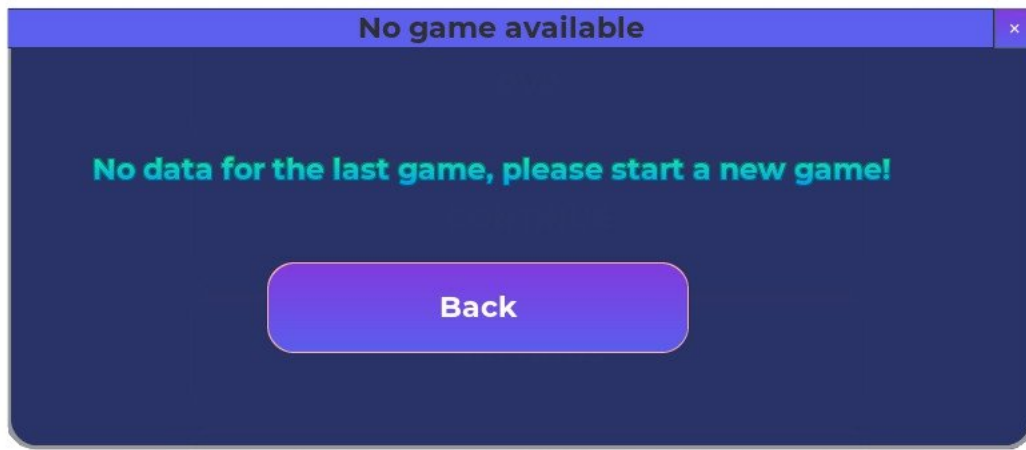 No game available
×
No data for the last game, please start a new game!
Back